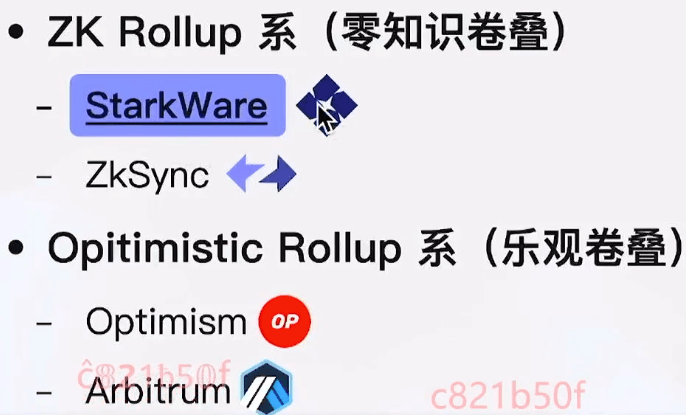 • ZK Rollup 系（零知识卷叠）
– StarkWare
– ZkSync
• Opitimistic Rollup 系（乐观卷叠）
– Optimism OP
c821b50f
– Arbitrum
c821b50f